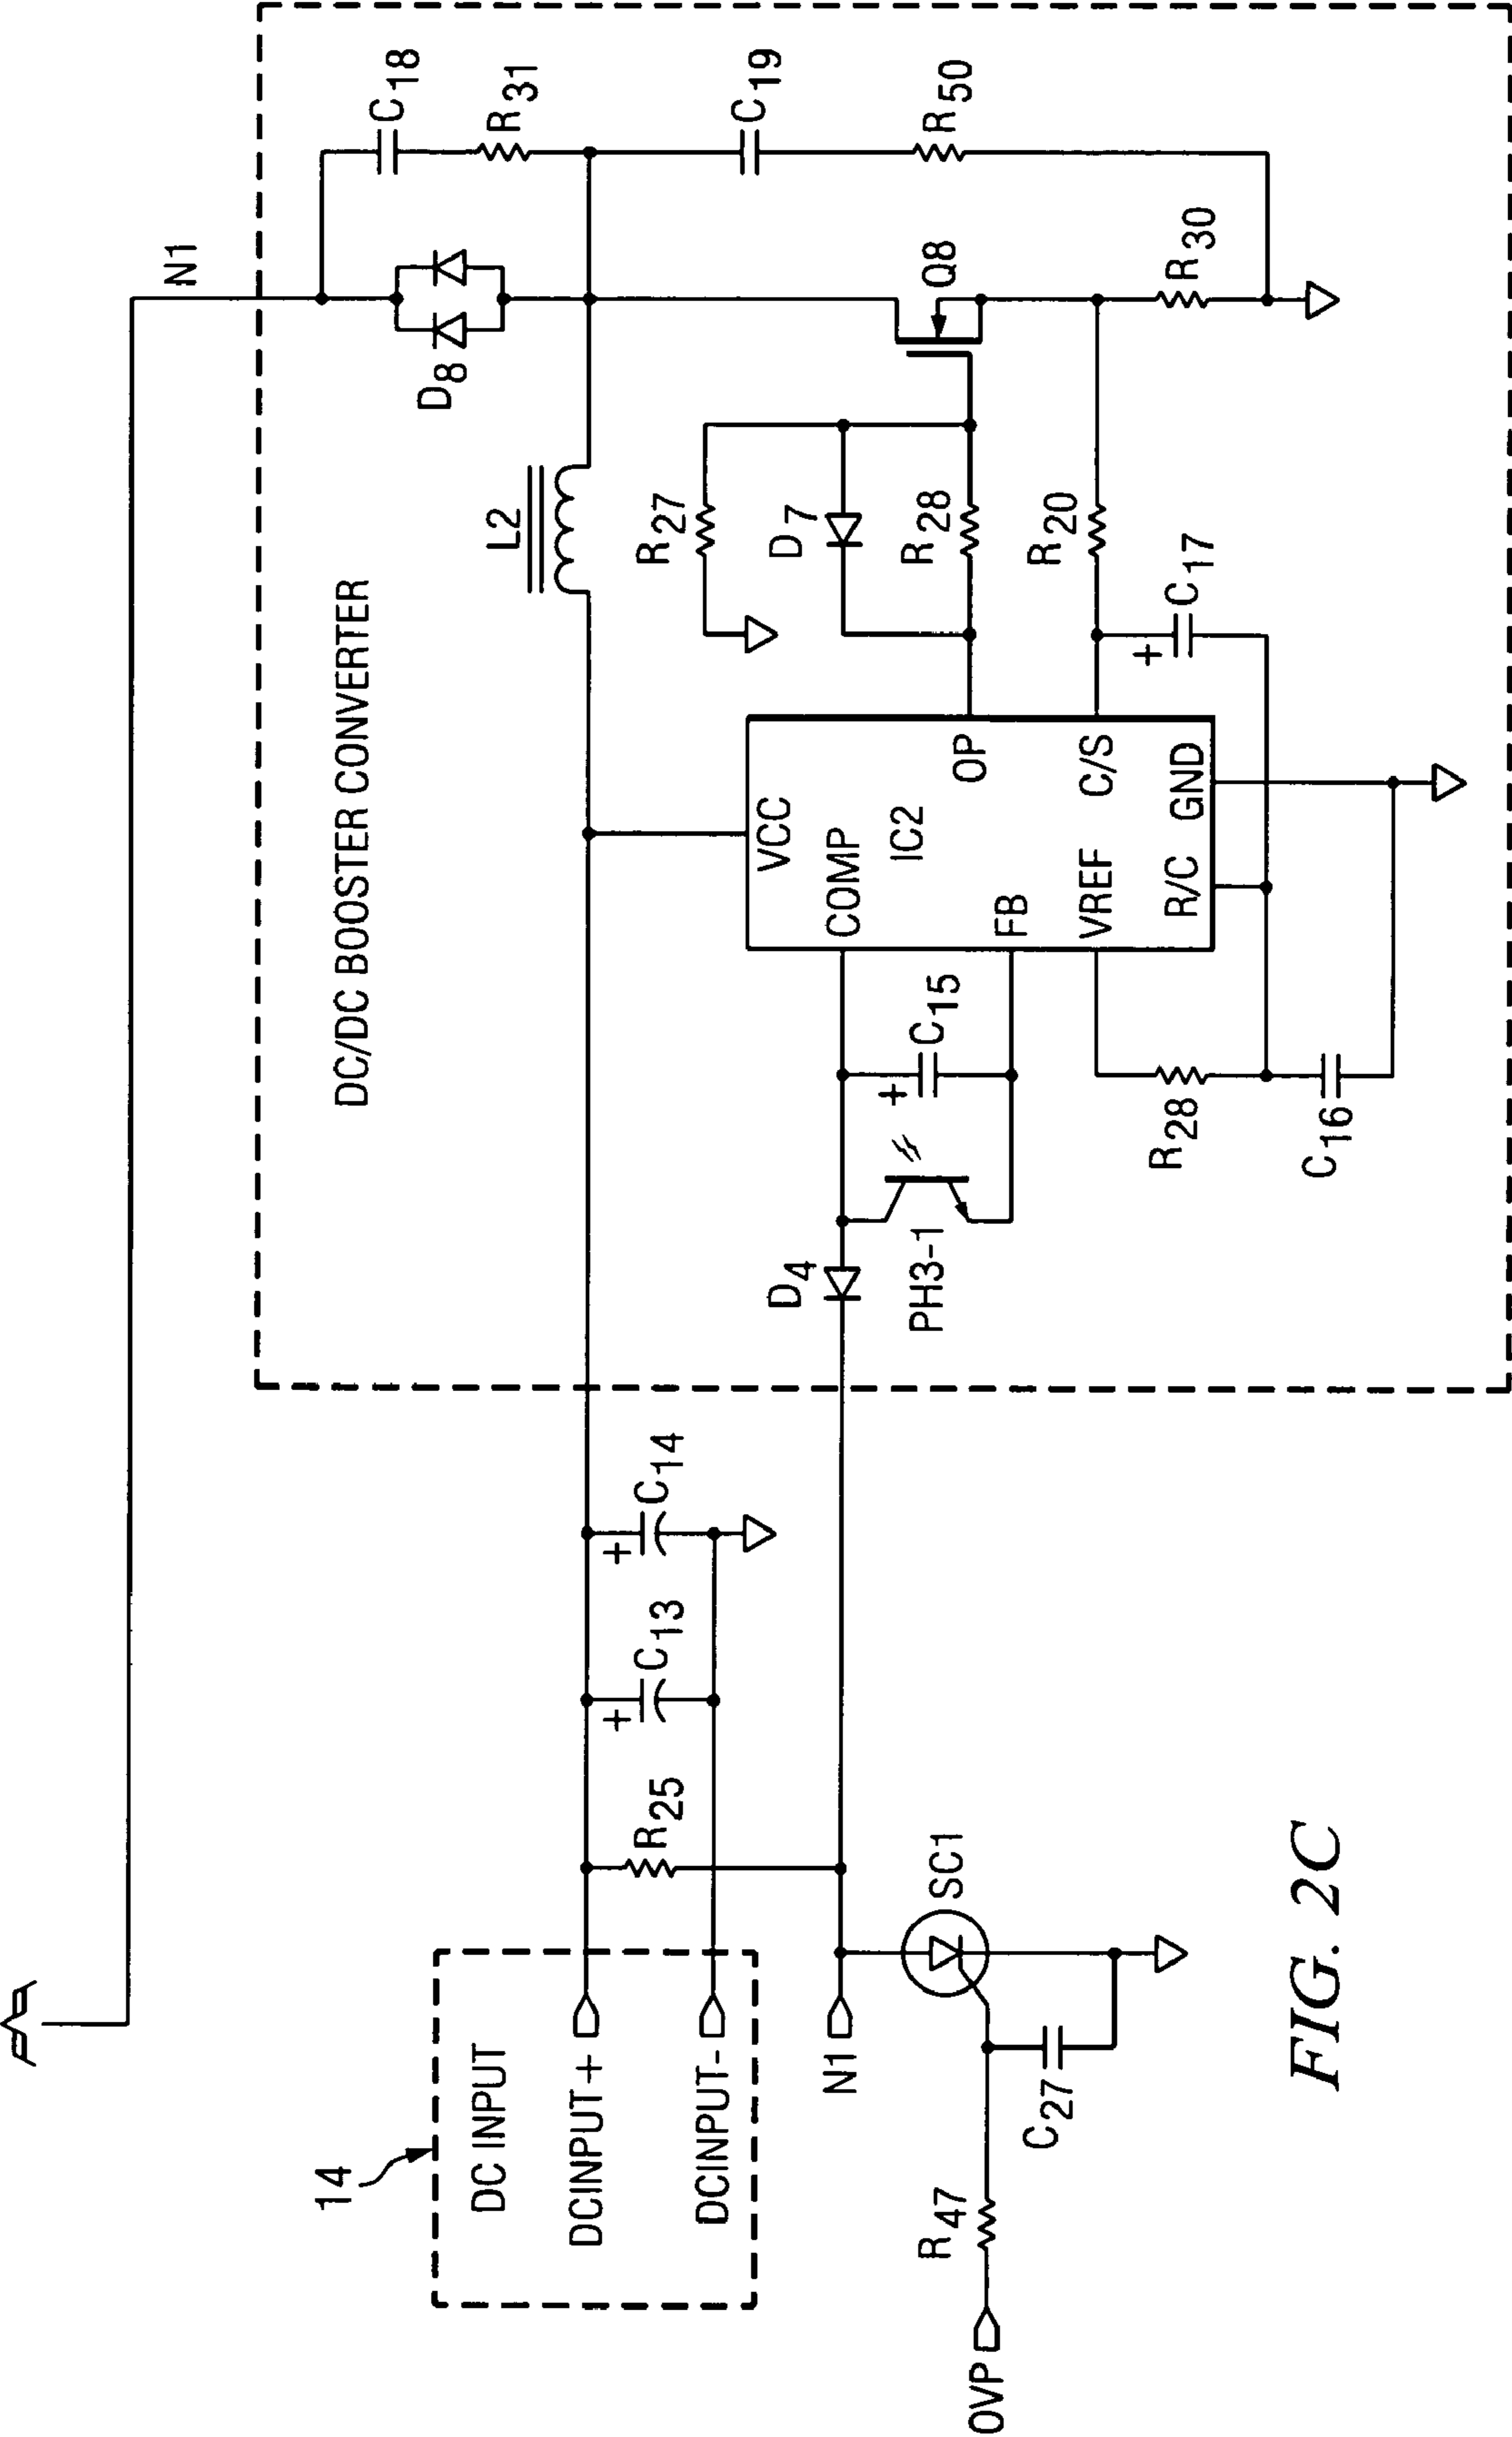 N1
DC/DC BOOSTER CONVERTER
C18
R31
D8
L2
C19
R50
Q8
R27
D7
R28
R20
R30
C17
VCC
COMP
IC2
OP
FB
C/S
VREF
R/C
GND
C15
PH3-1
D4
R28
C16
C14
C13
R25
14
DC INPUT
DCINPUT+
DCINPUT-
N1
SC1
C27
R47
OVP
FIG. 2C